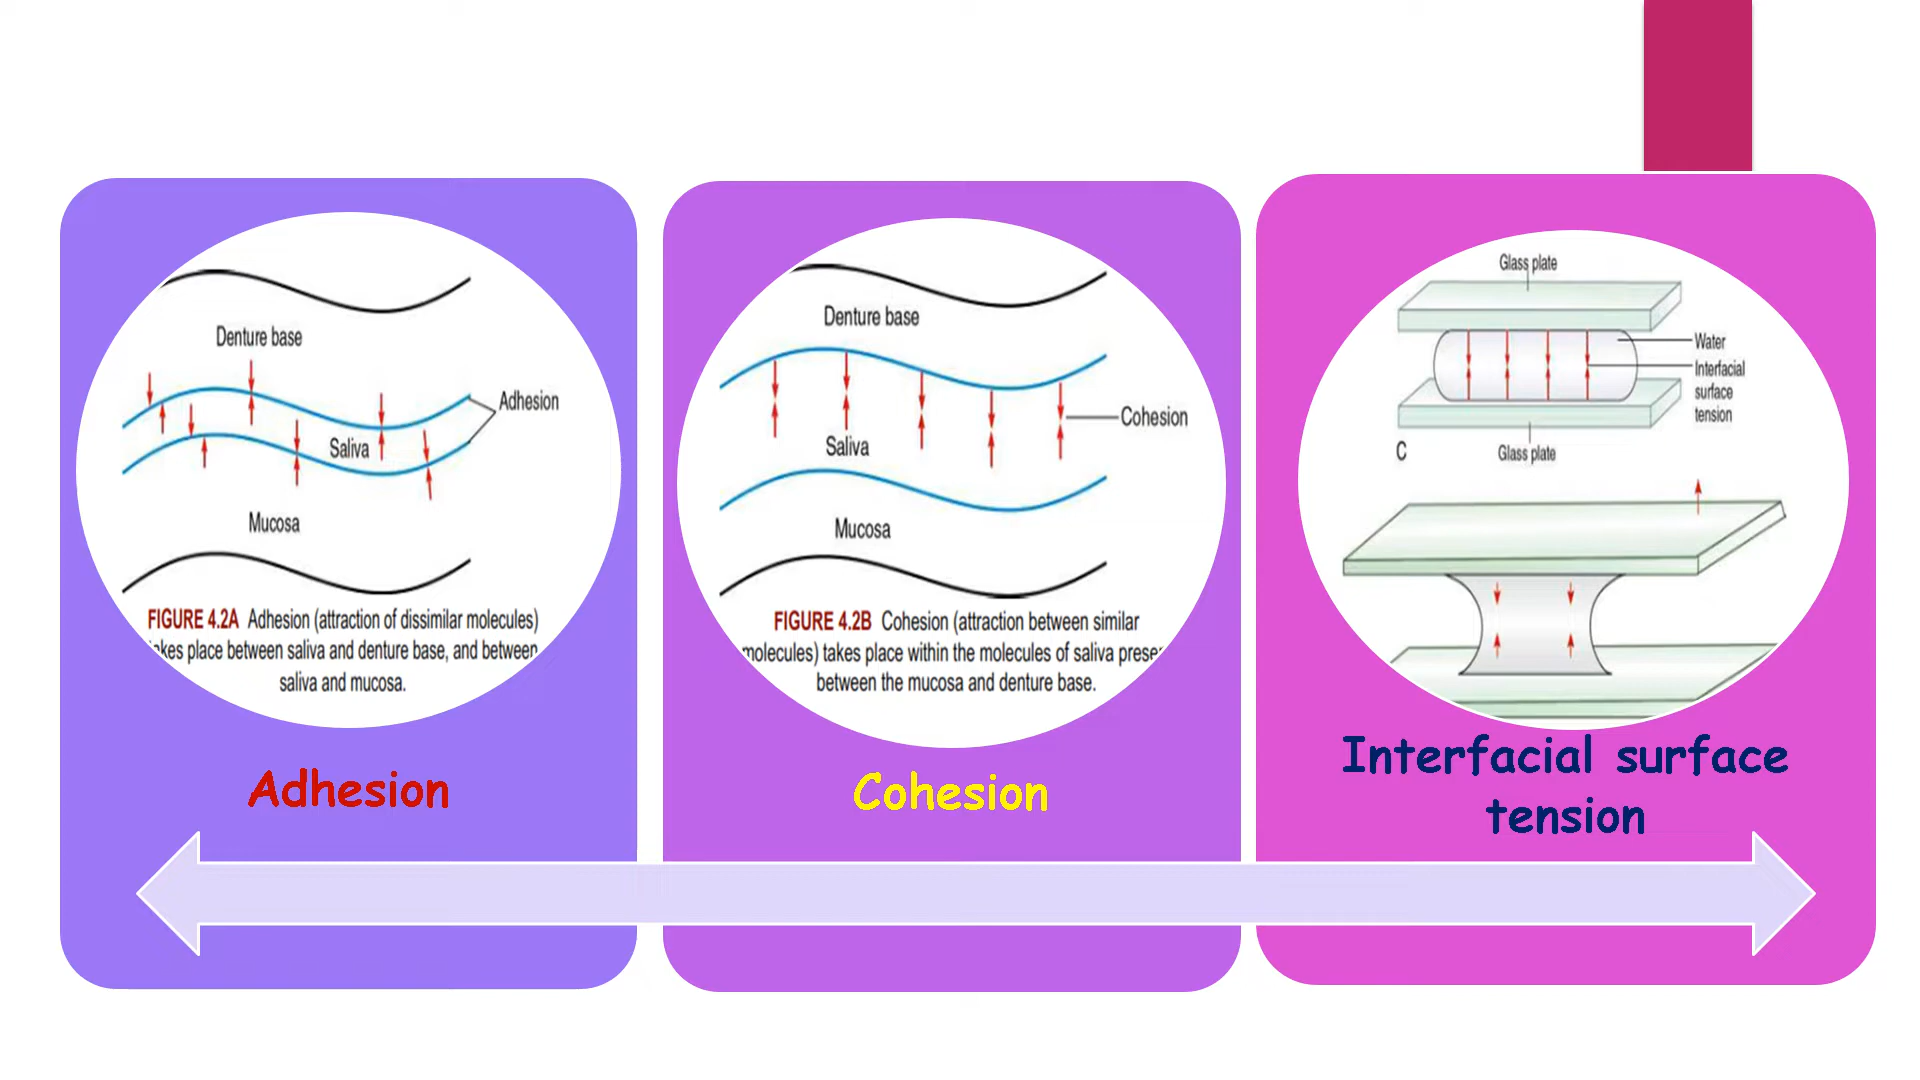 Denture base
Adhesion
Saliva
Mucosa
FIGURE 4.2A Adhesion (attraction of dissimilar molecules)
place between saliva and denture base, and between
saliva and mucosa.
Adhesion
Denture base
Cohesion
Saliva
Mucosa
FIGURE 4.2B Cohesion (attraction between similar
molecules) takes place within the molecules of saliva
between the mucosa and denture base.
Cohesion
Glass plate
Water
Interfacial
surface
tension
C
Glass plate
Interfacial surface
tension